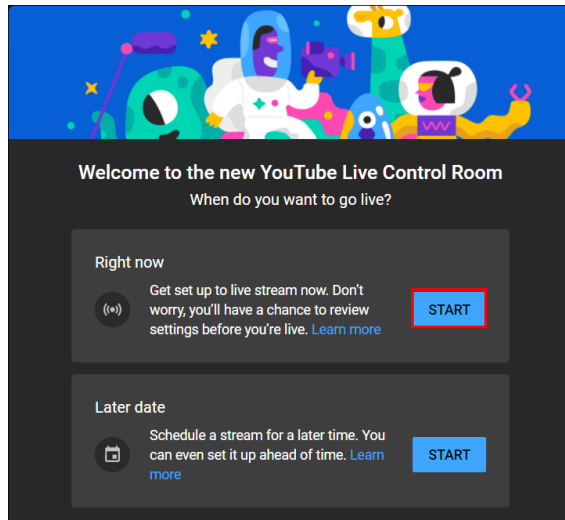 Welcome to the new YouTube Live Control Room
When do you want to go live?
Right now
Get set up to live stream now. Don't
worry, you'll have a chance to review
settings before you're live. Learn more
START
Later date
Schedule a stream for a later time. You
can even set it up ahead of time. Learn
more
START